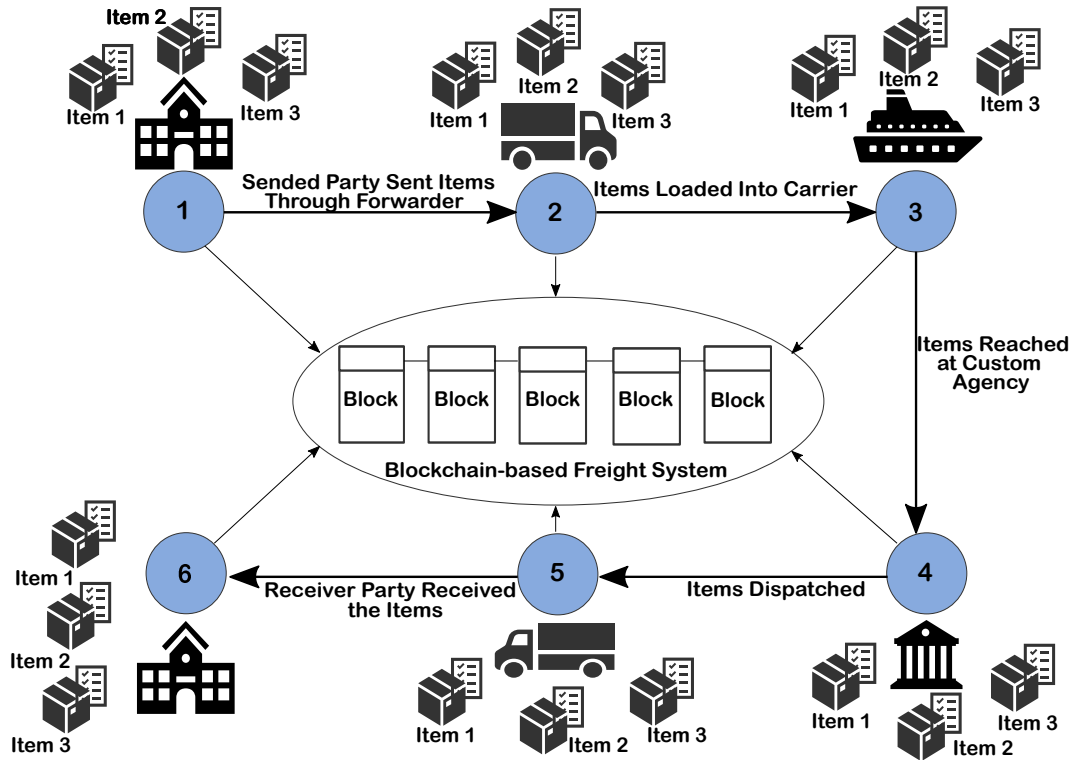 Item 2
Item 1
Item 3
Item 2
Item 1
Item 3
Item 2
Item 1
Item 3
1
Sended Party Sent Items
Through Forwarder
2
Items Loaded Into Carrier
3
Items Reached
at Custom
Agency
Block
Block
Block
Block
Block
Blockchain-based Freight System
6
Receiver Party Received
the Items
5
Items Dispatched
4
Item 1
Item 2
Item 3
Item 1
Item 2
Item 3
Item 1
Item 2
Item 3